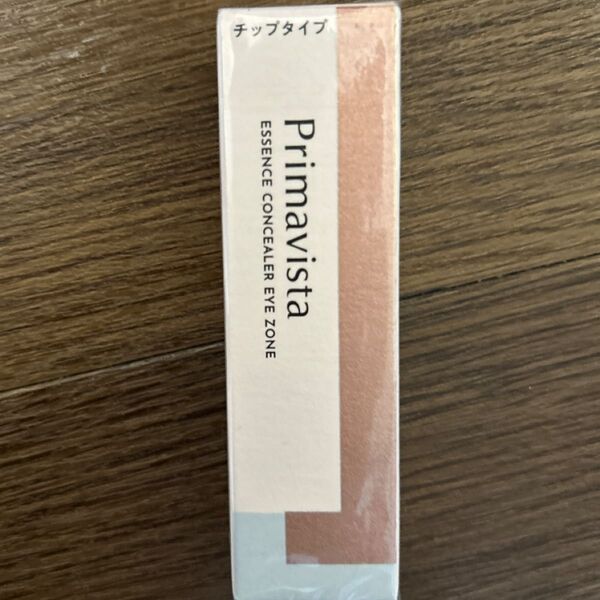 チップタイプ
Primavista
ESSENCE CONCEALER EYE ZONE